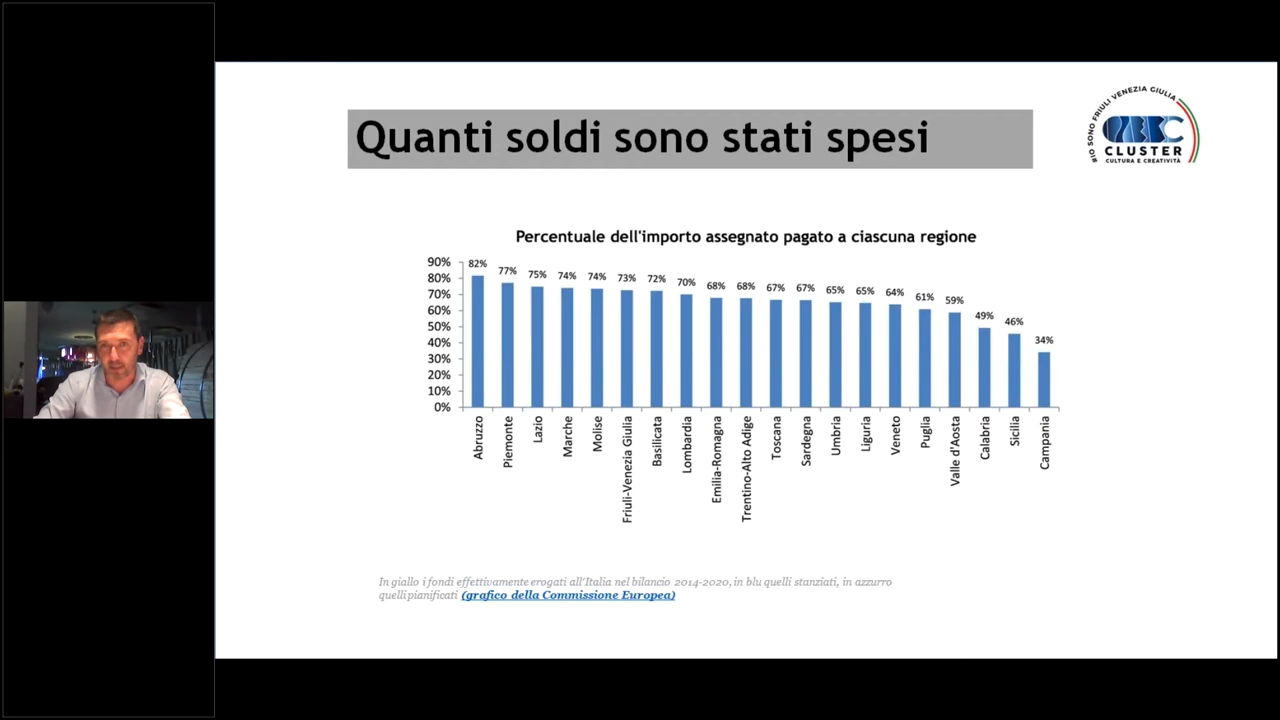 Quanti soldi sono stati spesi
IO SONO FRIULI VENEZIA GIULIA
CLUSTER
CULTURA E CREATIVITÀ
Percentuale dell'importo assegnato pagato a ciascuna regione
90%
80%
70%
60%
50%
40%
30%
20%
10%
0%
82%
77%
75%
74%
74%
73%
72%
70%
68%
68%
67%
67%
65%
65%
64%
61%
59%
49%
46%
34%
Abruzzo
Piemonte
Lazio
Marche
Molise
Friuli-Venezia Giulia
Basilicata
Lombardia
Emilia-Romagna
Trentino-Alto Adige
Toscana
Sardegna
Umbria
Liguria
Veneto
Puglia
Valle d'Aosta
Calabria
Sicilia
Campania
In giallo i fondi effettivamente erogati all'Italia nel bilancio 2014-2020, in blu quelli stanziati, in azzurro
quelli pianificati (grafico della Commissione Europea)